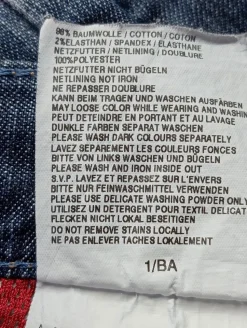 98% BAUMWOLLE / COTTON / COTON
2% ELASTHAN / SPANDEX / ELASTHANE
NETZFUTTER / NETLINING / DOUBLURE
100% POLYESTER
NETZFUTTER NICHT BÜGELN
NETLINING NOT IRON
NE REPASSER DOUBLURE
KANN BEIM TRAGEN UND WASCHEN AUSFÄRBEN
MAY LOOSE COLOR WHILE WEARING AND WASHING
PEUT DETEINDRE EN PORTANT ET AU LAVAGE
DUNKLE FARBEN SEPARAT WASCHEN
PLEASE WASH DARK COLOURS SEPARATELY
LAVEZ SEPAREMENT LES COULEURS FONCES
BITTE VON LINKS WASCHEN UND BÜGELN
PLEASE WASH AND IRON INSIDE OUT
S.V.P. LAVEZ ET REPASSEZ SUR L'ENVERS
BITTE NUR FEINWASCHMITTEL VERWENDEN
PLEASE USE DELICATE WASHING POWDER ONLY
UTILISEZ UN DETERGENT POUR TEXTIL DELICAT
FLECKEN NICHT LOKAL BESEITIGEN
DO NOT REMOVE STAINS LOCALLY
NE PAS ENLEVER TACHES LOKALEMENT
1/BA